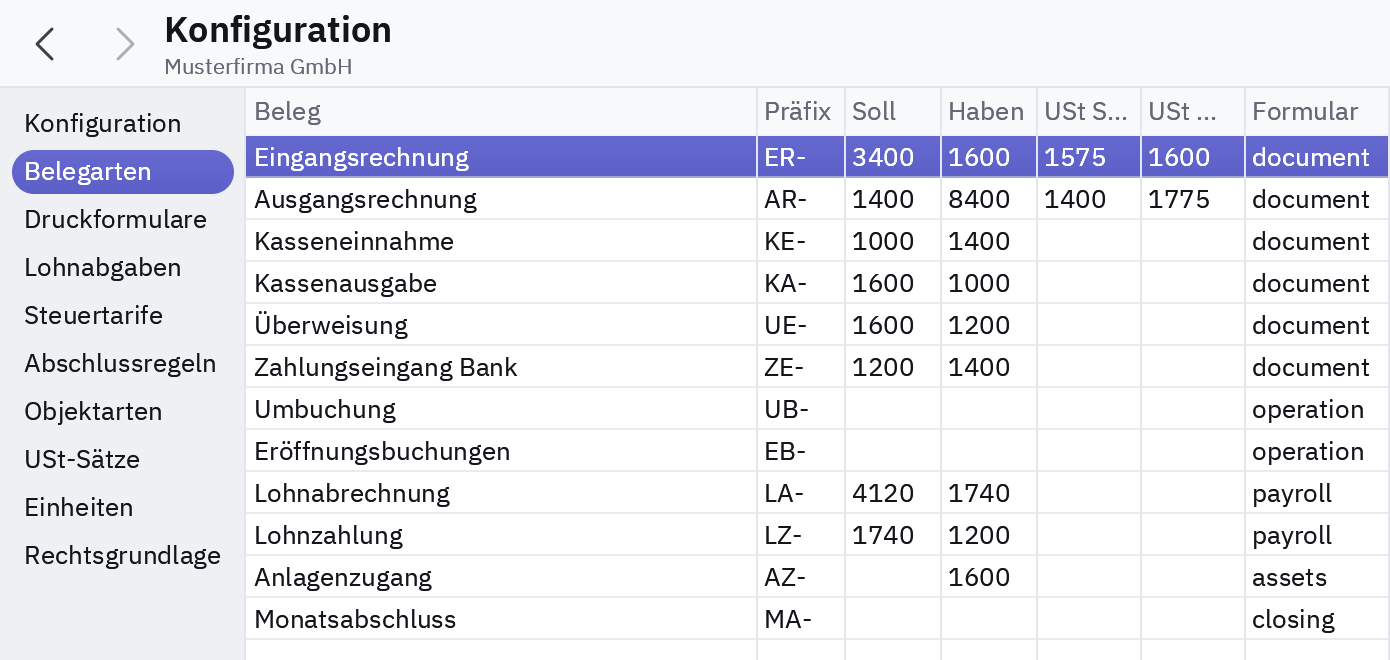 Konfiguration
Musterfirma GmbH
Konfiguration
Belegarten
Druckformulare
Lohnabgaben
Steuertarife
Abschlussregeln
Objektarten
USt-Sätze
Einheiten
Rechtsgrundlage
Beleg Präfix Soll Haben USt S... USt ... Formular
Eingangsrechnung ER- 3400 1600 1575 1600 document
Ausgangsrechnung AR- 1400 8400 1400 1775 document
Kasseneinnahme KE- 1000 1400 document
Kassenausgabe KA- 1600 1000 document
Überweisung UE- 1600 1200 document
Zahlungseingang Bank ZE- 1200 1400 document
Umbuchung UB- operation
Eröffnungsbuchungen EB- operation
Lohnabrechnung LA- 4120 1740 payroll
Lohnzahlung LZ- 1740 1200 payroll
Anlagenzugang AZ- 1600 assets
Monatsabschluss MA- closing